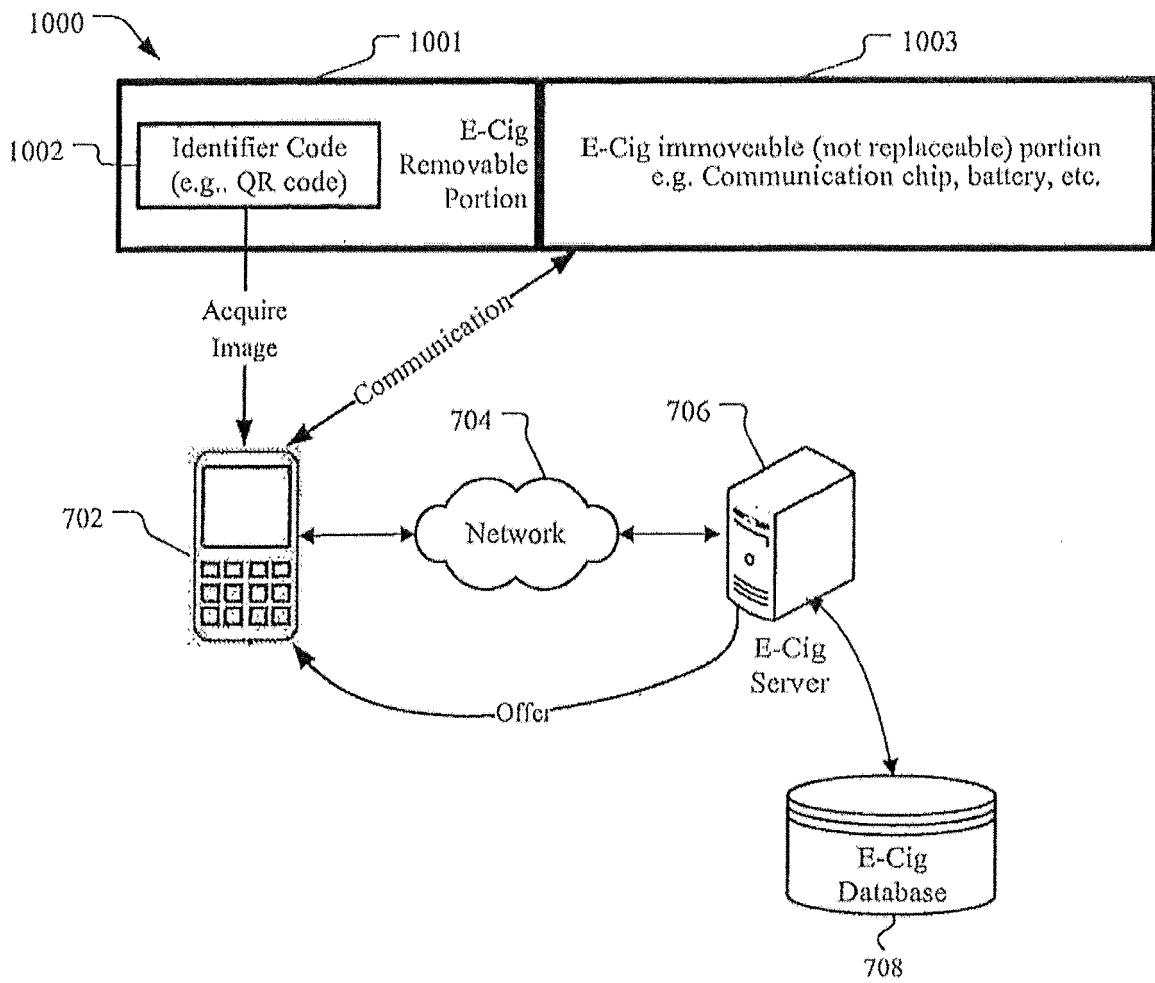 1000
1001
1003
1002
Identifier Code
(e.g., QR code)
E-Cig
Removable
Portion
E-Cig immoveable (not replaceable) portion
e.g. Communication chip, battery, etc.
Acquire
Image
Communication
704
706
702
Network
E-Cig
Server
Offer
E-Cig
Database
708